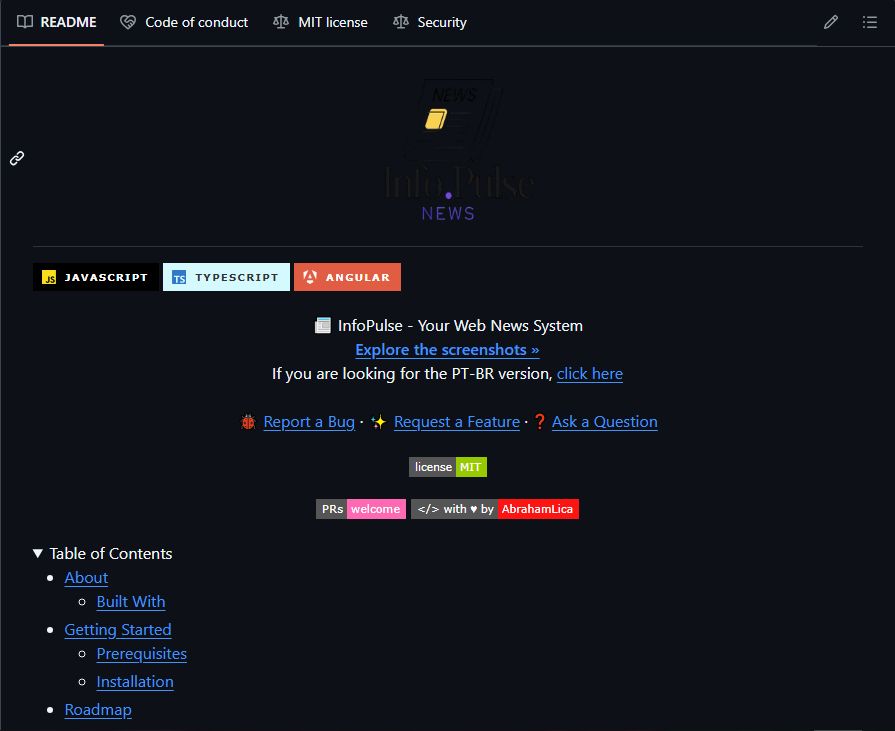 README Code of conduct MIT license Security
NEWS
Info.Pulse
NEWS
JS JAVASCRIPT TS TYPESCRIPT ANGULAR
InfoPulse - Your Web News System
Explore the screenshots »
If you are looking for the PT-BR version, click here
Report a Bug · ✨ Request a Feature · ❓ Ask a Question
license MIT
PRs welcome </> with ♥ by AbrahamLica
▼ Table of Contents
• About
◦ Built With
• Getting Started
◦ Prerequisites
◦ Installation
• Roadmap